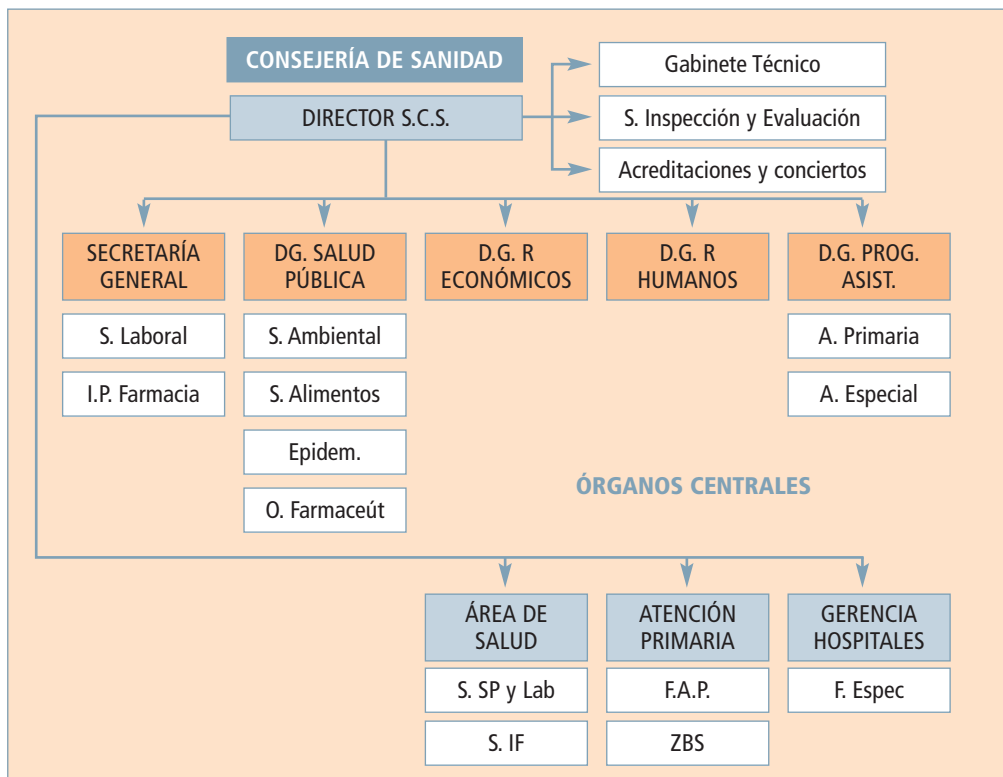 CONSEJERÍA DE SANIDAD
DIRECTOR S.C.S.
Gabinete Técnico
S. Inspección y Evaluación
Acreditaciones y conciertos
SECRETARÍA
GENERAL
S. Laboral
I.P. Farmacia
DG. SALUD
PÚBLICA
S. Ambiental
S. Alimentos
Epidem.
O. Farmaceút
D.G. R
ECONÓMICOS
D.G. R
HUMANOS
D.G. PROG.
ASIST.
A. Primaria
A. Especial
ÓRGANOS CENTRALES
ÁREA DE
SALUD
S. SP y Lab
S. IF
ATENCIÓN
PRIMARIA
F.A.P.
ZBS
GERENCIA
HOSPITALES
F. Espec